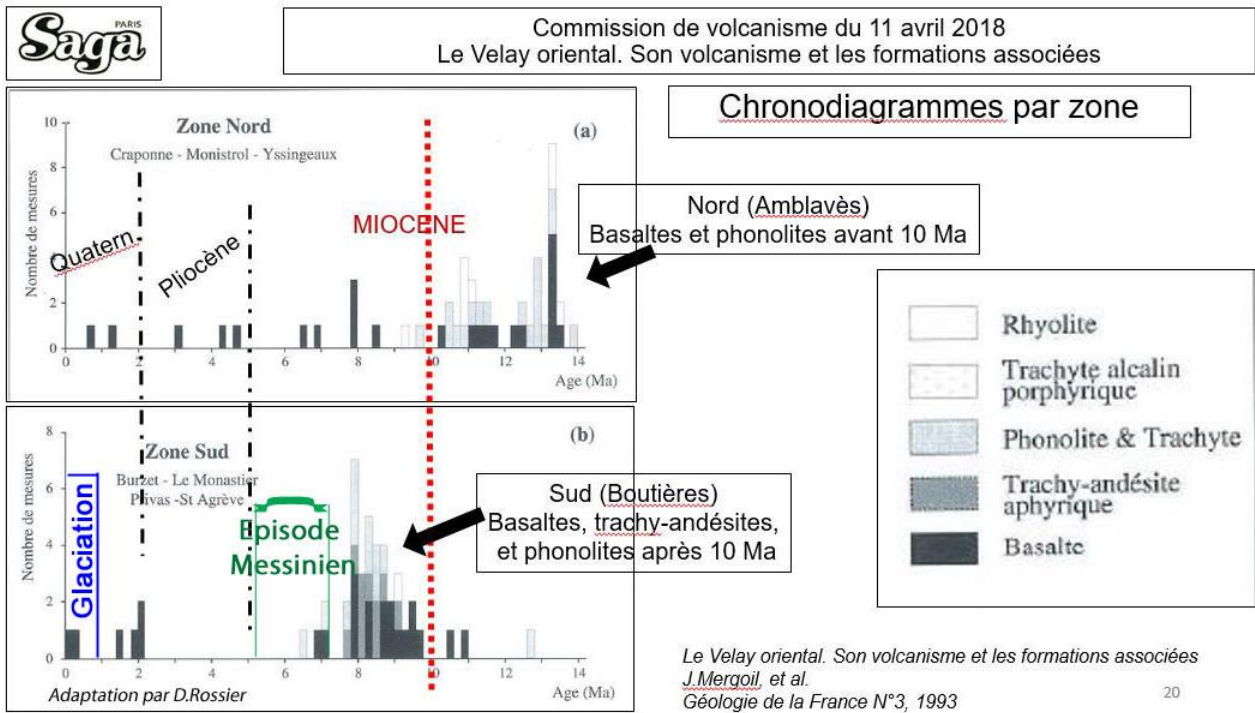 PARIS
Saga
Commission de volcanisme du 11 avril 2018
Le Velay oriental. Son volcanisme et les formations associées
Chronodiagrammes par zone
Zone Nord
(a)
Craponne - Monistrol - Yssingeaux
Nombre de mesures
10
8
6
4
2
0
Quatern.
Pliocène
MIOCENE
0 2 4 6 8 10 12 14
Age (Ma)
Nord (Amblavès)
Basaltes et phonolites avant 10 Ma
Zone Sud
(b)
Burzet - Le Monastier
Privas -St Agrève
Nombre de mesures
8
6
4
2
0
Glaciation
Episode
Messinien
0 2 4 6 8 10 12 14
Age (Ma)
Adaptation par D.Rossier
Sud (Boutières)
Basaltes, trachy-andésites,
et phonolites après 10 Ma
Rhyolite
Trachyte alcalin
porphyrique
Phonolite & Trachyte
Trachy-andésite
aphyrique
Basalte
Le Velay oriental. Son volcanisme et les formations associées
J.Mergoil, et al.
Géologie de la France N°3, 1993
20